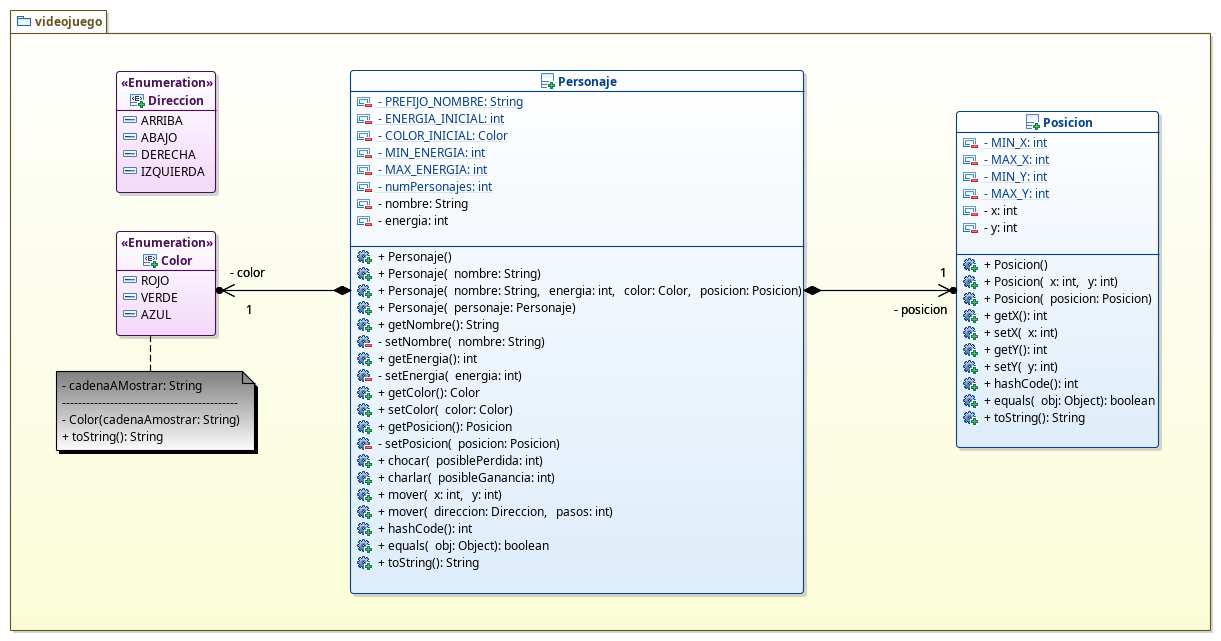 videojuego
«Enumeration»
Direccion
ARRIBA
ABAJO
DERECHA
IZQUIERDA
«Enumeration»
Color
ROJO
VERDE
AZUL
- cadenaAMostrar: String
--------------------------------------------
- Color(cadenaAmostrar: String)
+ toString(): String
- color
1
Personaje
- PREFIJO_NOMBRE: String
- ENERGIA_INICIAL: int
- COLOR_INICIAL: Color
- MIN_ENERGIA: int
- MAX_ENERGIA: int
- numPersonajes: int
- nombre: String
- energia: int
+ Personaje()
+ Personaje( nombre: String)
+ Personaje( nombre: String, energia: int, color: Color, posicion: Posicion)
+ Personaje( personaje: Personaje)
+ getNombre(): String
- setNombre( nombre: String)
+ getEnergia(): int
- setEnergia( energia: int)
+ getColor(): Color
+ setColor( color: Color)
+ getPosicion(): Posicion
- setPosicion( posicion: Posicion)
+ chocar( posiblePerdida: int)
+ charlar( posibleGanancia: int)
+ mover( x: int, y: int)
+ mover( direccion: Direccion, pasos: int)
+ hashCode(): int
+ equals( obj: Object): boolean
+ toString(): String
1
- posicion
Posicion
- MIN_X: int
- MAX_X: int
- MIN_Y: int
- MAX_Y: int
- x: int
- y: int
+ Posicion()
+ Posicion( x: int, y: int)
+ Posicion( posicion: Posicion)
+ getX(): int
+ setX( x: int)
+ getY(): int
+ setY( y: int)
+ hashCode(): int
+ equals( obj: Object): boolean
+ toString(): String